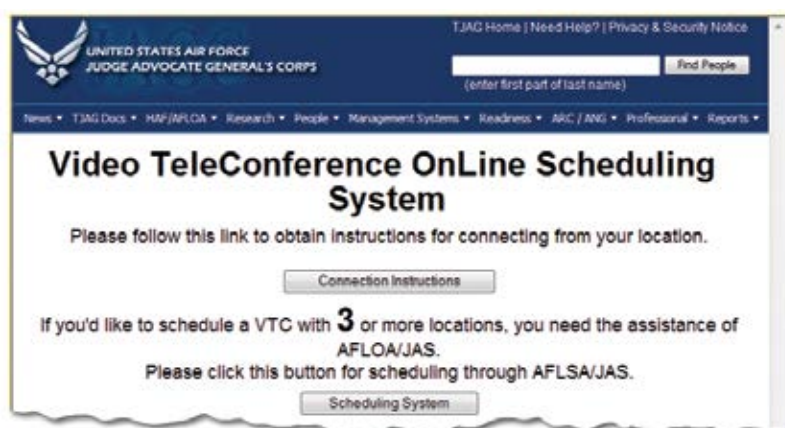 TJAG Home | Need Help? | Privacy & Security Notice
UNITED STATES AIR FORCE
JUDGE ADVOCATE GENERAL'S CORPS
Find People
(enter first part of last name)
News TJAG Docs HAF/AFLOA Research People Management Systems Readiness ARC / ANG Professional Reports
Video TeleConference OnLine Scheduling
System
Please follow this link to obtain instructions for connecting from your location.
Connection Instructions
If you'd like to schedule a VTC with 3 or more locations, you need the assistance of
AFLOA/JAS.
Please click this button for scheduling through AFLSA/JAS.
Scheduling System